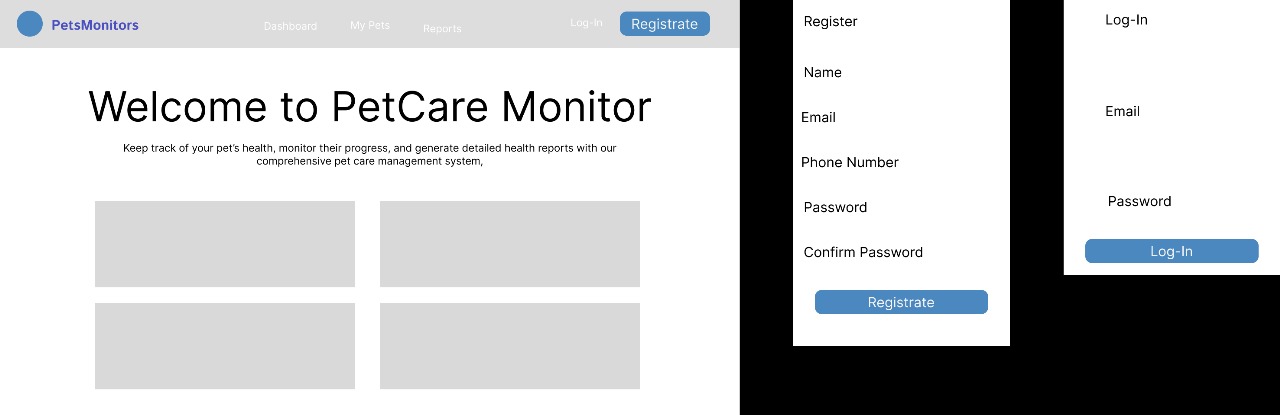 PetsMonitors
Dashboard
My Pets
Reports
Log-In
Registrate
Welcome to PetCare Monitor
Keep track of your pet's health, monitor their progress, and generate detailed health reports with our
comprehensive pet care management system,
Register
Name
Email
Phone Number
Password
Confirm Password
Registrate
Log-In
Email
Password
Log-In